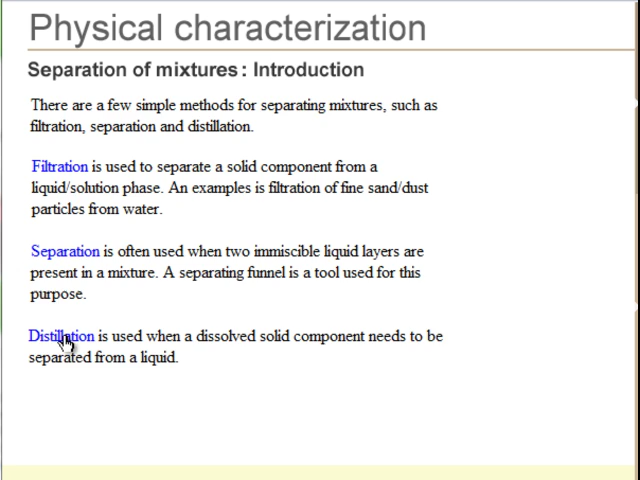 Physical characterization
Separation of mixtures : Introduction
There are a few simple methods for separating mixtures, such as
filtration, separation and distillation.
Filtration is used to separate a solid component from a
liquid/solution phase. An examples is filtration of fine sand/dust
particles from water.
Separation is often used when two immiscible liquid layers are
present in a mixture. A separating funnel is a tool used for this
purpose.
Distillation is used when a dissolved solid component needs to be
separated from a liquid.